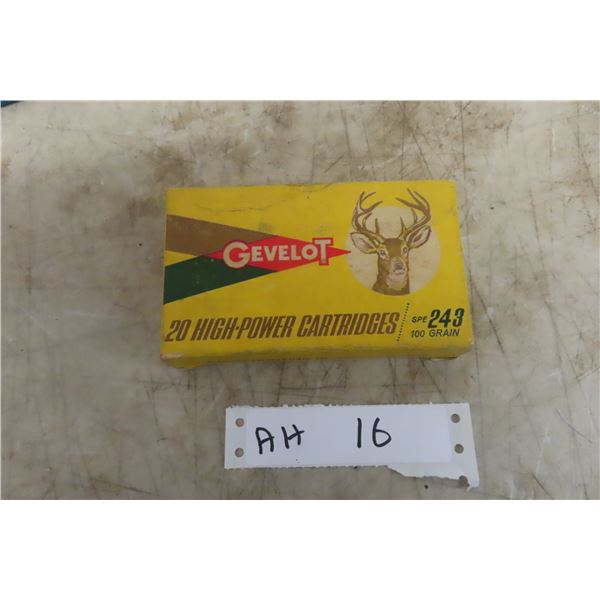 GEVELOT
20 HIGH-POWER CARTRIDGES
SPE 243
100 GRAIN
AH 16